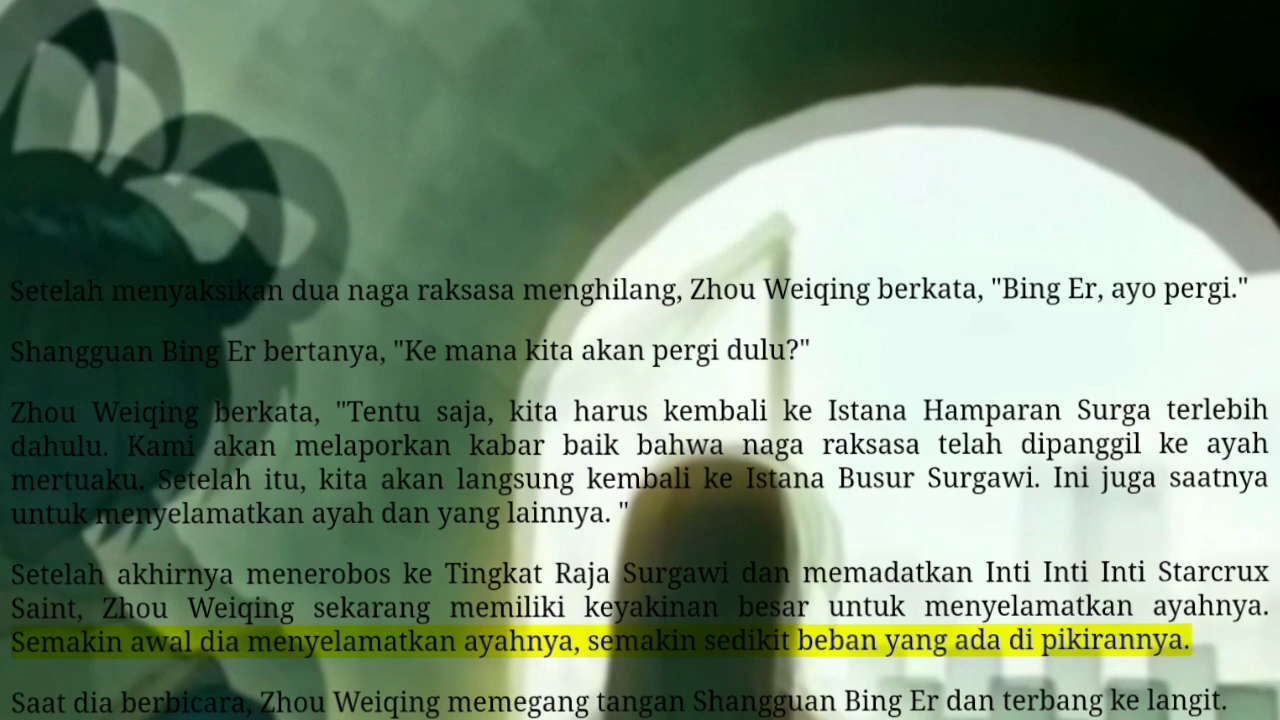 Setelah menyaksikan dua naga raksasa menghilang, Zhou Weiqing berkata, "Bing Er, ayo pergi."
Shangguan Bing Er bertanya, "Ke mana kita akan pergi dulu?"
Zhou Weiqing berkata, "Tentu saja, kita harus kembali ke Istana Hamparan Surga terlebih
dahulu. Kami akan melaporkan kabar baik bahwa naga raksasa telah dipanggil ke ayah
mertuaku. Setelah itu, kita akan langsung kembali ke Istana Busur Surgawi. Ini juga saatnya
untuk menyelamatkan ayah dan yang lainnya. "
Setelah akhirnya menerobos ke Tingkat Raja Surgawi dan memadatkan Inti Inti Inti Starcrux
Saint, Zhou Weiqing sekarang memiliki keyakinan besar untuk menyelamatkan ayahnya.
Semakin awal dia menyelamatkan ayahnya, semakin sedikit beban yang ada di pikirannya.
Saat dia berbicara, Zhou Weiqing memegang tangan Shangguan Bing Er dan terbang ke langit.